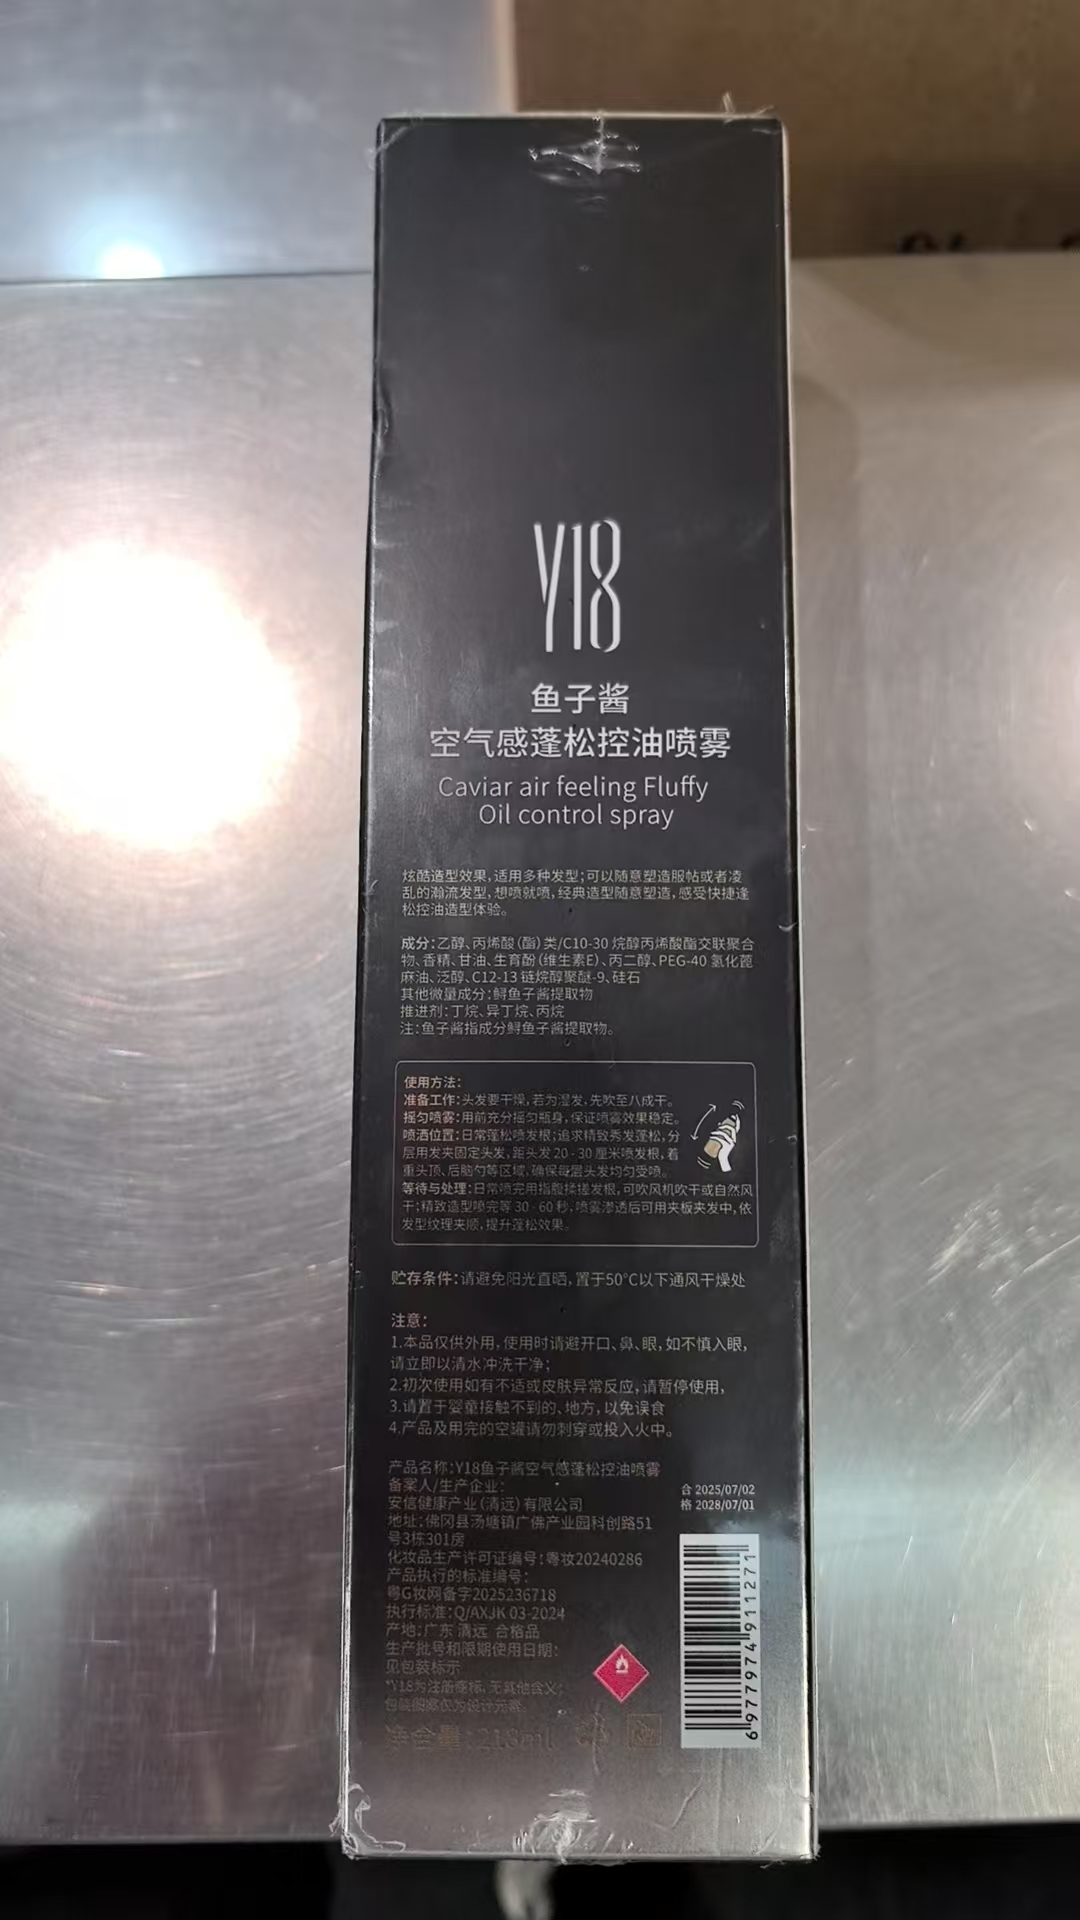 Y18
鱼子酱
空气感蓬松控油喷雾
Caviar air feeling Fluffy
Oil control spray
炫酷造型效果,适用多种发型;可以随意塑造服帖或者凌
乱的瀚流发型,想喷就喷,经典造型随意塑造,感受快捷逢
松控油造型体验。
成分:乙醇、丙烯酸(酯)类/C10-30 烷醇丙烯酸酯交联聚合
物、香精、甘油、生育酚(维生素E)、丙二醇、PEG-40 氢化蓖
麻油、泛醇、C12-13 链烷醇聚醚-9、硅石
其他微量成分:鲟鱼子酱提取物
推进剂:丁烷、异丁烷、丙烷
注:鱼子酱指成分鲟鱼子酱提取物。
使用方法:
准备工作:头发要干燥,若为湿发,先吹至八成干。
摇匀喷雾:用前充分摇匀瓶身,保证喷雾效果稳定。
喷洒位置:日常蓬松喷发根;追求精致秀发蓬松,分
层用发夹固定头发,距头发 20 - 30 厘米喷发根,着
重头顶、后脑勺等区域,确保每层头发均匀受喷。
等待与处理:日常喷完用指腹揉搓发根,可吹风机吹干或自然风
干;精致造型喷完等 30 - 60 秒,喷雾渗透后可用夹板夹发中,依
发型纹理夹顺,提升蓬松效果。
贮存条件:请避免阳光直晒,置于50°C以下通风干燥处
注意:
1.本品仅供外用,使用时请避开口、鼻、眼,如不慎入眼,
请立即以清水冲洗干净;
2.初次使用如有不适或皮肤异常反应,请暂停使用,
3.请置于婴童接触不到的、地方,以免误食
4.产品及用完的空罐请勿刺穿或投入火中。
产品名称:Y18鱼子酱空气感蓬松控油喷雾
备案人/生产企业:
安信健康产业(清远)有限公司
地址:佛冈县汤塘镇广佛产业园科创路51
号3栋301房
化妆品生产许可证编号:粤妆20240286
产品执行的标准编号:
粤G妆网备字2025236718
执行标准:Q/AXJK 03-2024
产地:广东 清远 合格品
生产批号和限期使用日期:
见包装标示
*Y18为注册商标,无其他含义;
包装图案仅为设计元素。
净含量:
合 2025/07/02
格 2028/07/01
6977974911271